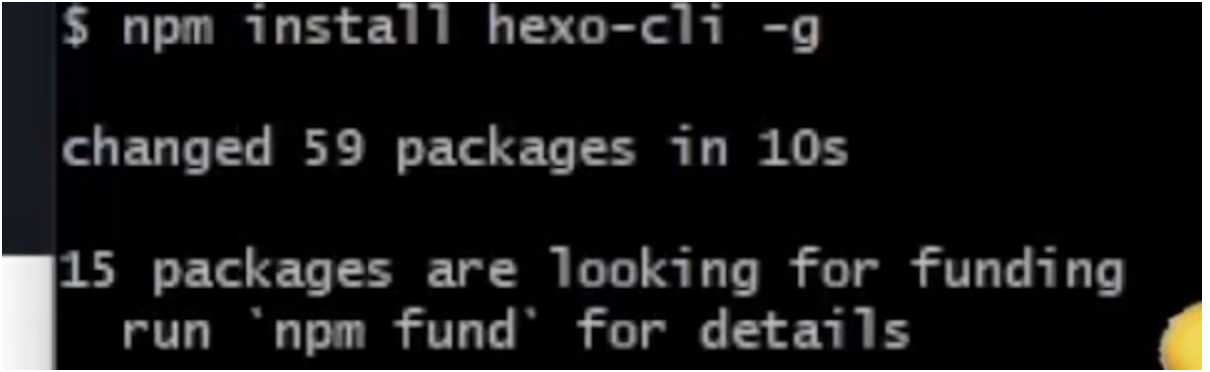 $ npm install hexo-cli -g
changed 59 packages in 10s
15 packages are looking for funding
run `npm fund` for details